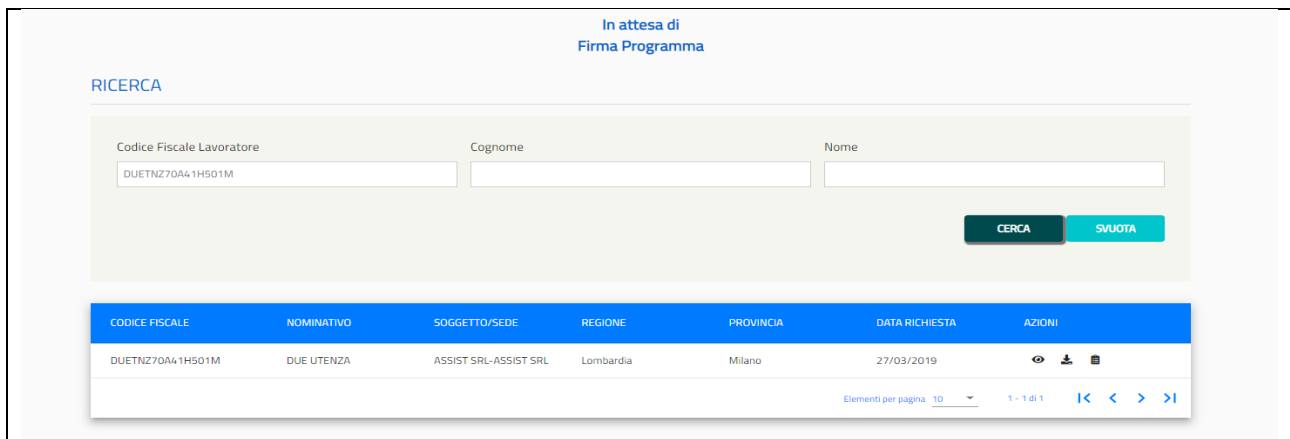 In attesa di
Firma Programma
RICERCA
Codice Fiscale Lavoratore Cognome Nome
DUETNZ70A41H501M
CERCA SVUOTA
CODICE FISCALE NOMINATIVO SOGGETTO/SEDE REGIONE PROVINCIA DATA RICHIESTA AZIONI
DUETNZ70A41H501M DUE UTENZA ASSIST SRL-ASSIST SRL Lombardia Milano 27/03/2019
Elementi per pagina 10 1 - 1 di 1